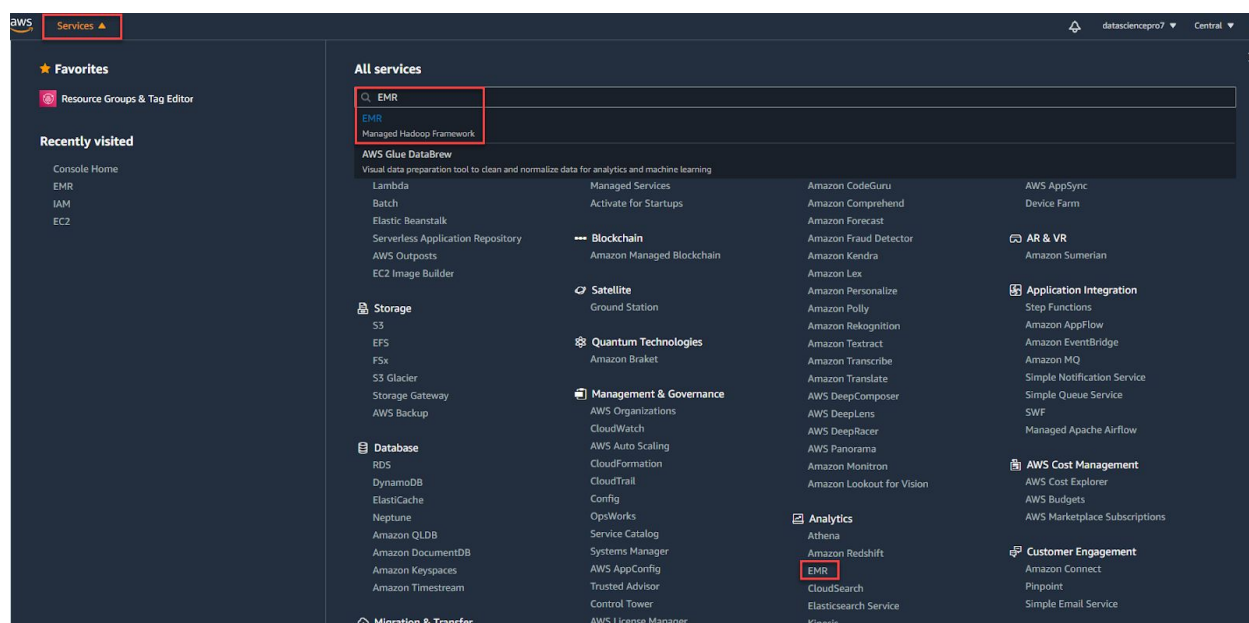 aws
Services ▲
datasciencepro7 ▼
Central ▼
Favorites
Resource Groups & Tag Editor
Recently visited
Console Home
EMR
IAM
EC2
All services
EMR
EMR
Managed Hadoop Framework
AWS Glue DataBrew
Visual data preparation tool to clean and normalize data for analytics and machine learning
Lambda
Batch
Elastic Beanstalk
Serverless Application Repository
AWS Outposts
EC2 Image Builder
Storage
S3
EFS
FSx
S3 Glacier
Storage Gateway
AWS Backup
Database
RDS
DynamoDB
ElastiCache
Neptune
Amazon QLDB
Amazon DocumentDB
Amazon Keyspaces
Amazon Timestream
Migration & Transfer
Managed Services
Activate for Startups
Blockchain
Amazon Managed Blockchain
Satellite
Ground Station
Quantum Technologies
Amazon Braket
Management & Governance
AWS Organizations
CloudWatch
AWS Auto Scaling
CloudFormation
CloudTrail
Config
OpsWorks
Service Catalog
Systems Manager
AWS AppConfig
Trusted Advisor
Control Tower
AWS License Manager
Amazon CodeGuru
Amazon Comprehend
Amazon Forecast
Amazon Fraud Detector
Amazon Kendra
Amazon Lex
Amazon Personalize
Amazon Polly
Amazon Rekognition
Amazon Textract
Amazon Transcribe
Amazon Translate
AWS DeepComposer
AWS DeepLens
AWS DeepRacer
AWS Panorama
Amazon Monitron
Amazon Lookout for Vision
Analytics
Athena
Amazon Redshift
EMR
CloudSearch
Elasticsearch Service
Kinesis
AWS AppSync
Device Farm
AR & VR
Amazon Sumerian
Application Integration
Step Functions
Amazon AppFlow
Amazon EventBridge
Amazon MQ
Simple Notification Service
Simple Queue Service
SWF
Managed Apache Airflow
AWS Cost Management
AWS Cost Explorer
AWS Budgets
AWS Marketplace Subscriptions
Customer Engagement
Amazon Connect
Pinpoint
Simple Email Service